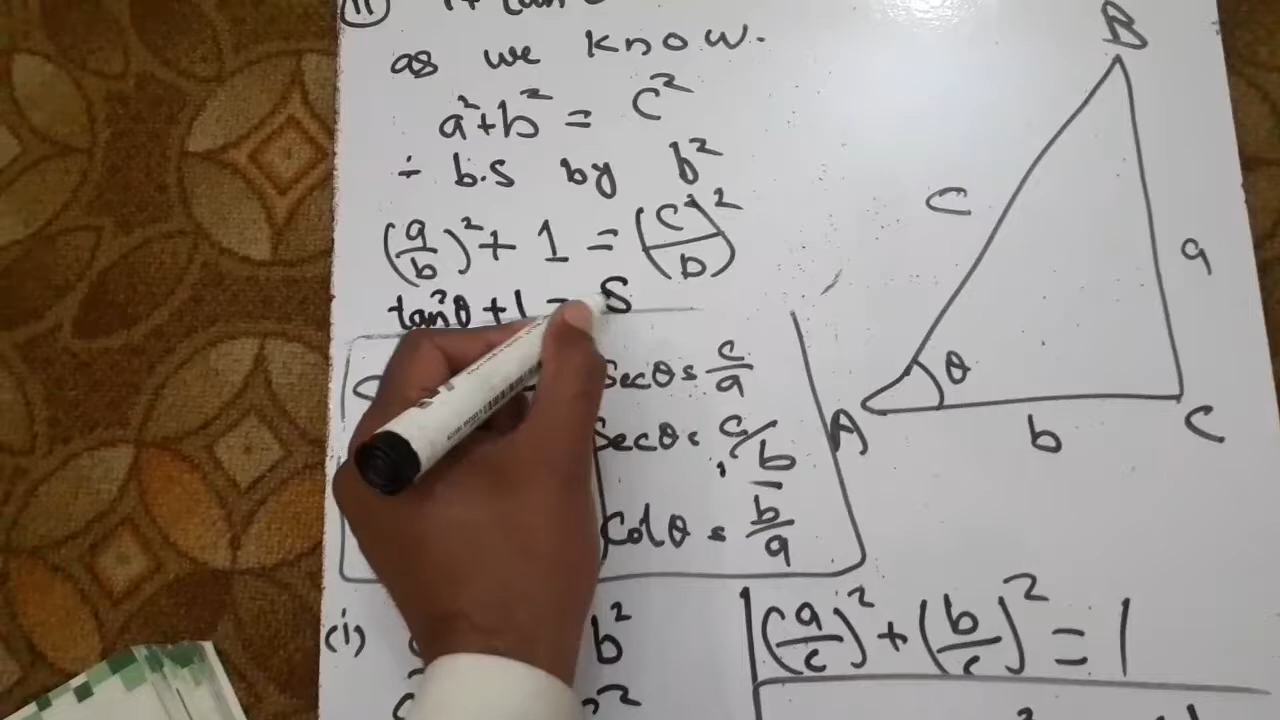 as we know.
a²+b² = c²
÷ b.s by b²
(a/b)² + 1 = (c/b)²
tan²θ + 1 = S
Secθ = c/a
Secθ = c/b
Cotθ = b/a
(i)
b²
(a/c)² + (b/c)² = 1
B
c
a
θ
A
b
C